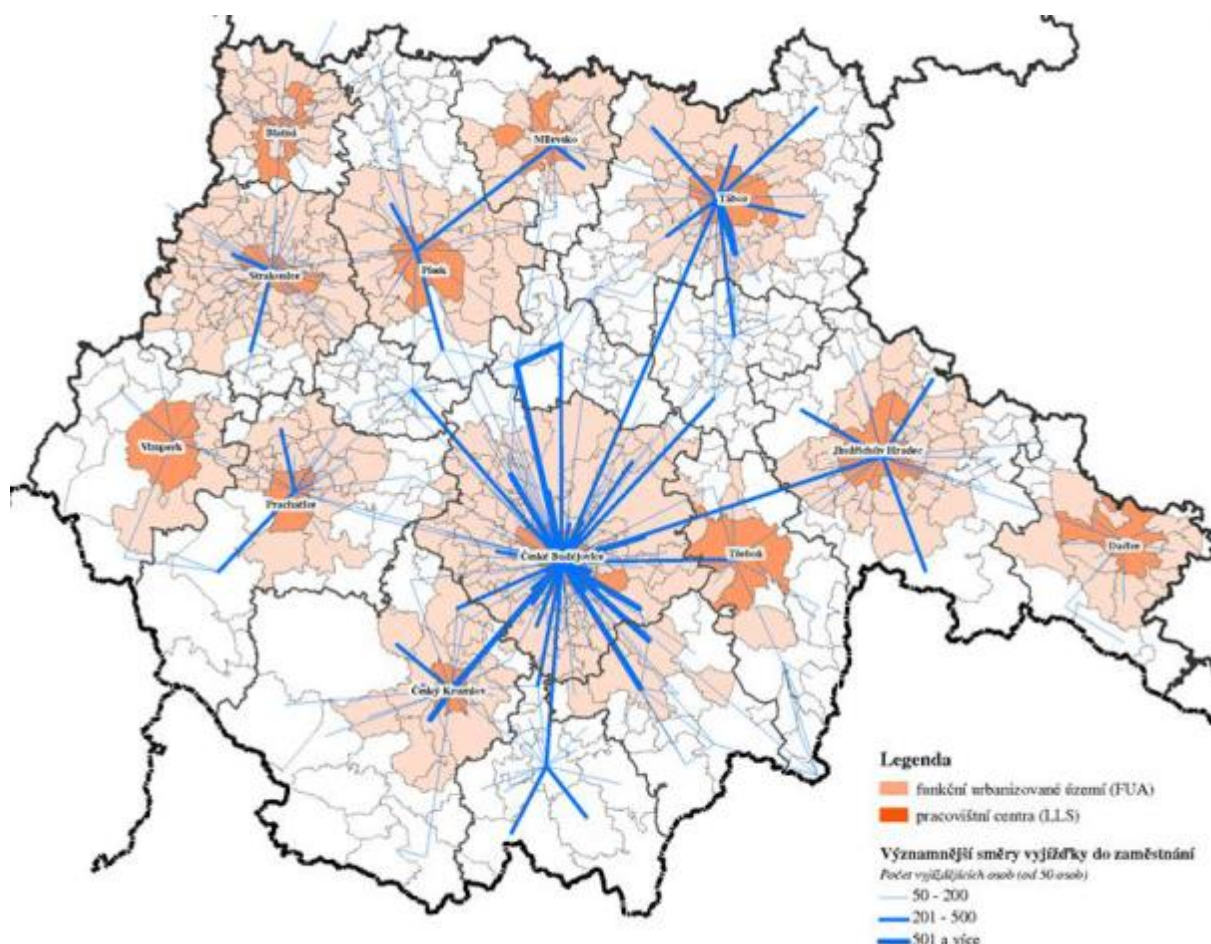 Blatná
Milevsko
Tábor
Strakonice
Písek
Vimperk
Prachatice
Jindřichův Hradec
České Budějovice
Třeboň
Dačice
Český Krumlov
Legenda
funkční urbanizované území (FUA)
pracovištní centra (LLS)
Významnější směry vyjížďky do zaměstnání
Počet vyjíždějících osob (od 50 osob)
50 - 200
201 - 500
501 a více